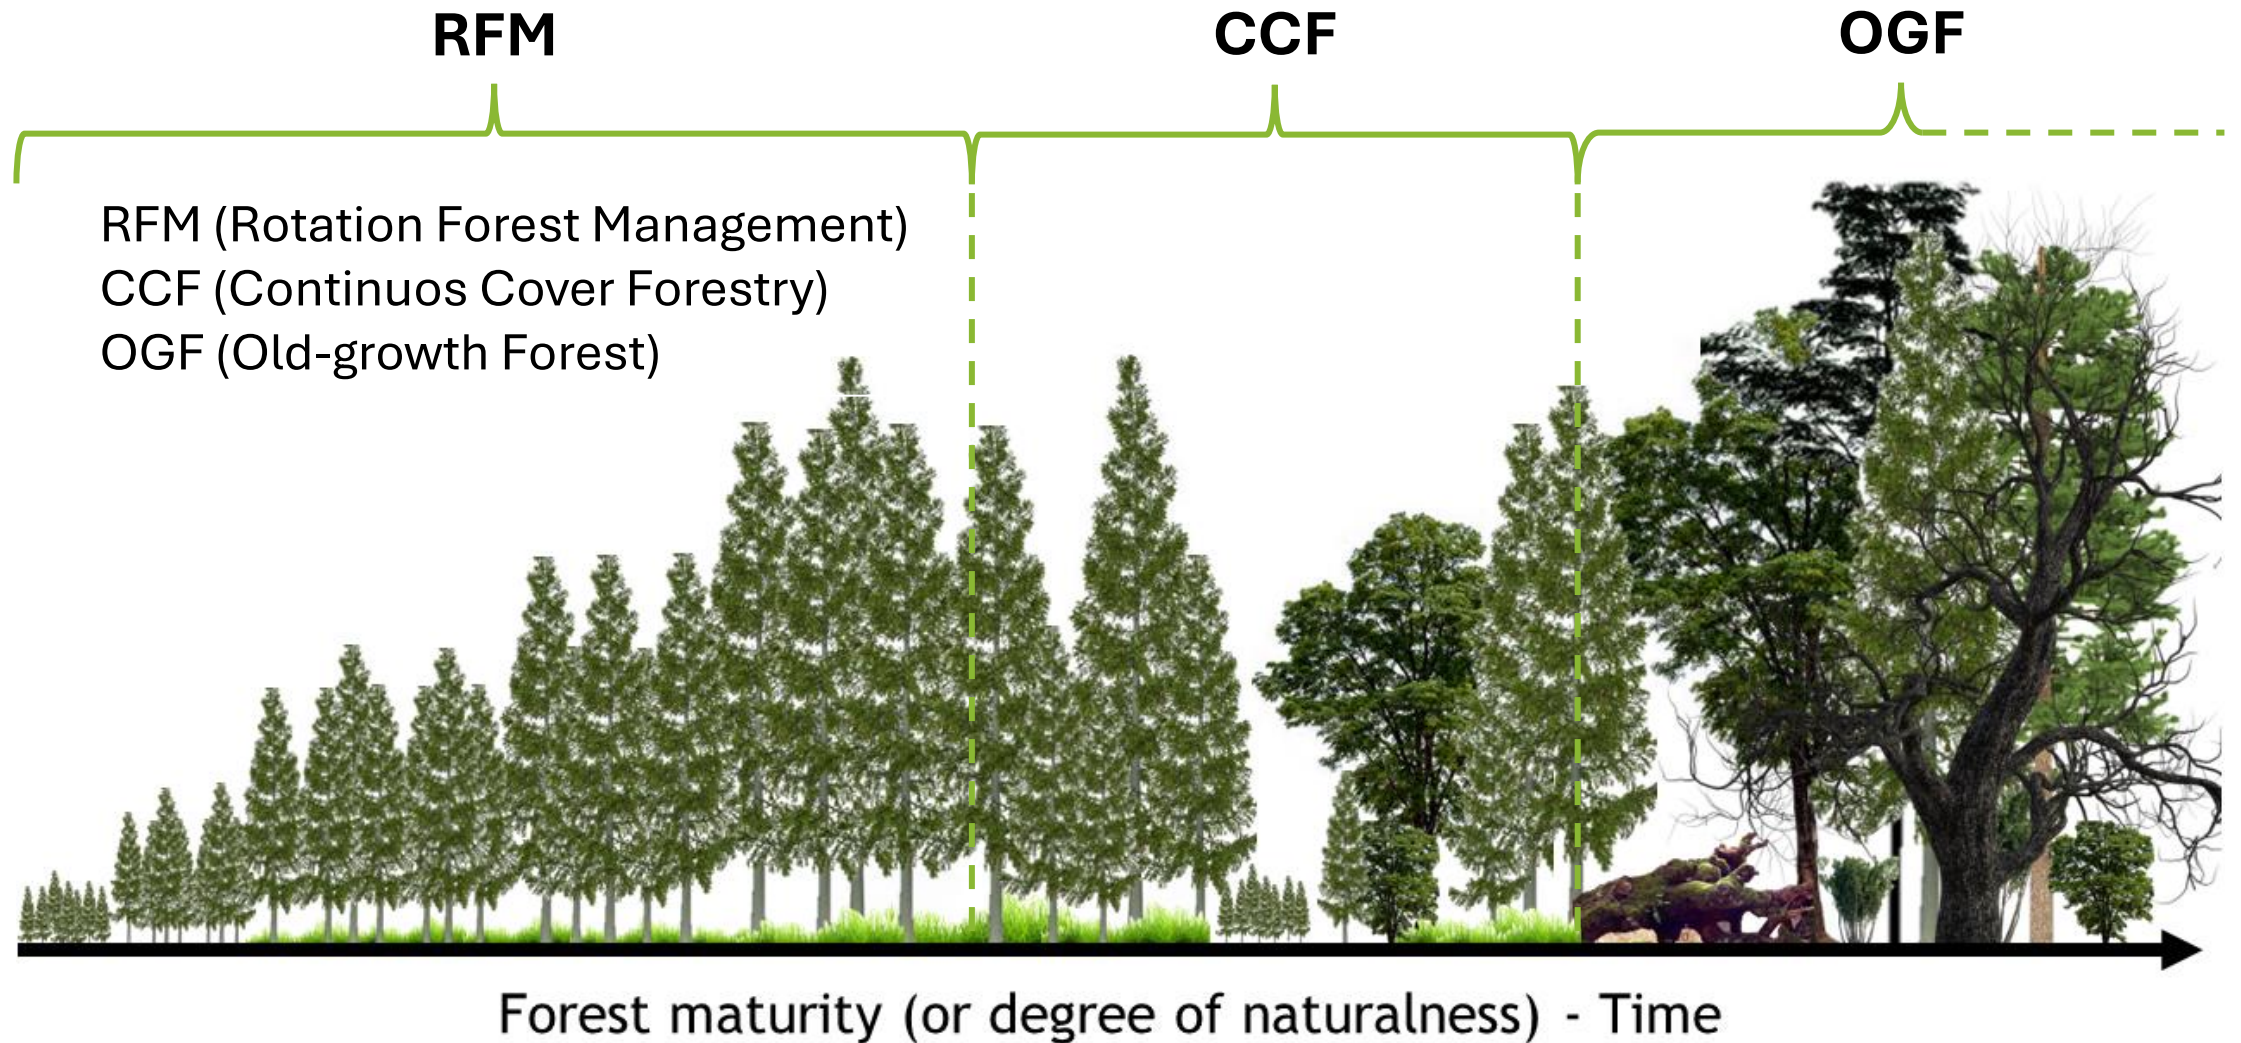 RFM CCF OGF
RFM (Rotation Forest Management)
CCF (Continuos Cover Forestry)
OGF (Old-growth Forest)
Forest maturity (or degree of naturalness) - Time